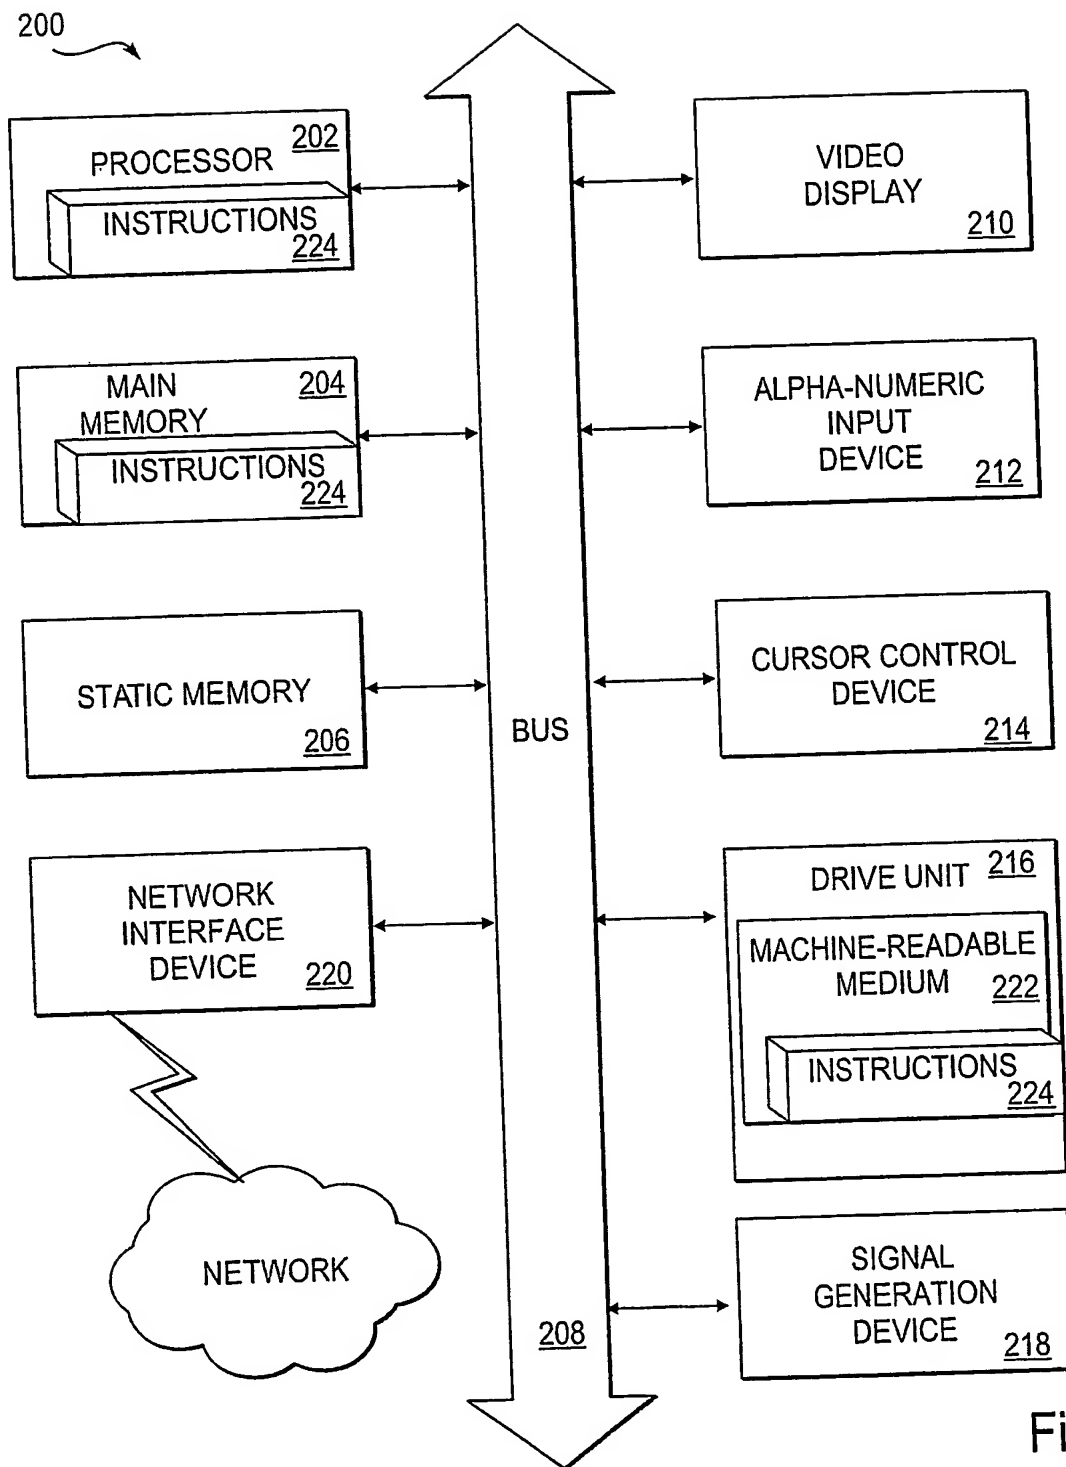 200
202
PROCESSOR
INSTRUCTIONS
224
MAIN
204
MEMORY
INSTRUCTIONS
224
STATIC MEMORY
206
NETWORK
INTERFACE
DEVICE
220
NETWORK
BUS
208
VIDEO
DISPLAY
210
ALPHA-NUMERIC
INPUT
DEVICE
212
CURSOR CONTROL
DEVICE
214
DRIVE UNIT 216
MACHINE-READABLE
MEDIUM
222
INSTRUCTIONS
224
SIGNAL
GENERATION
DEVICE
218